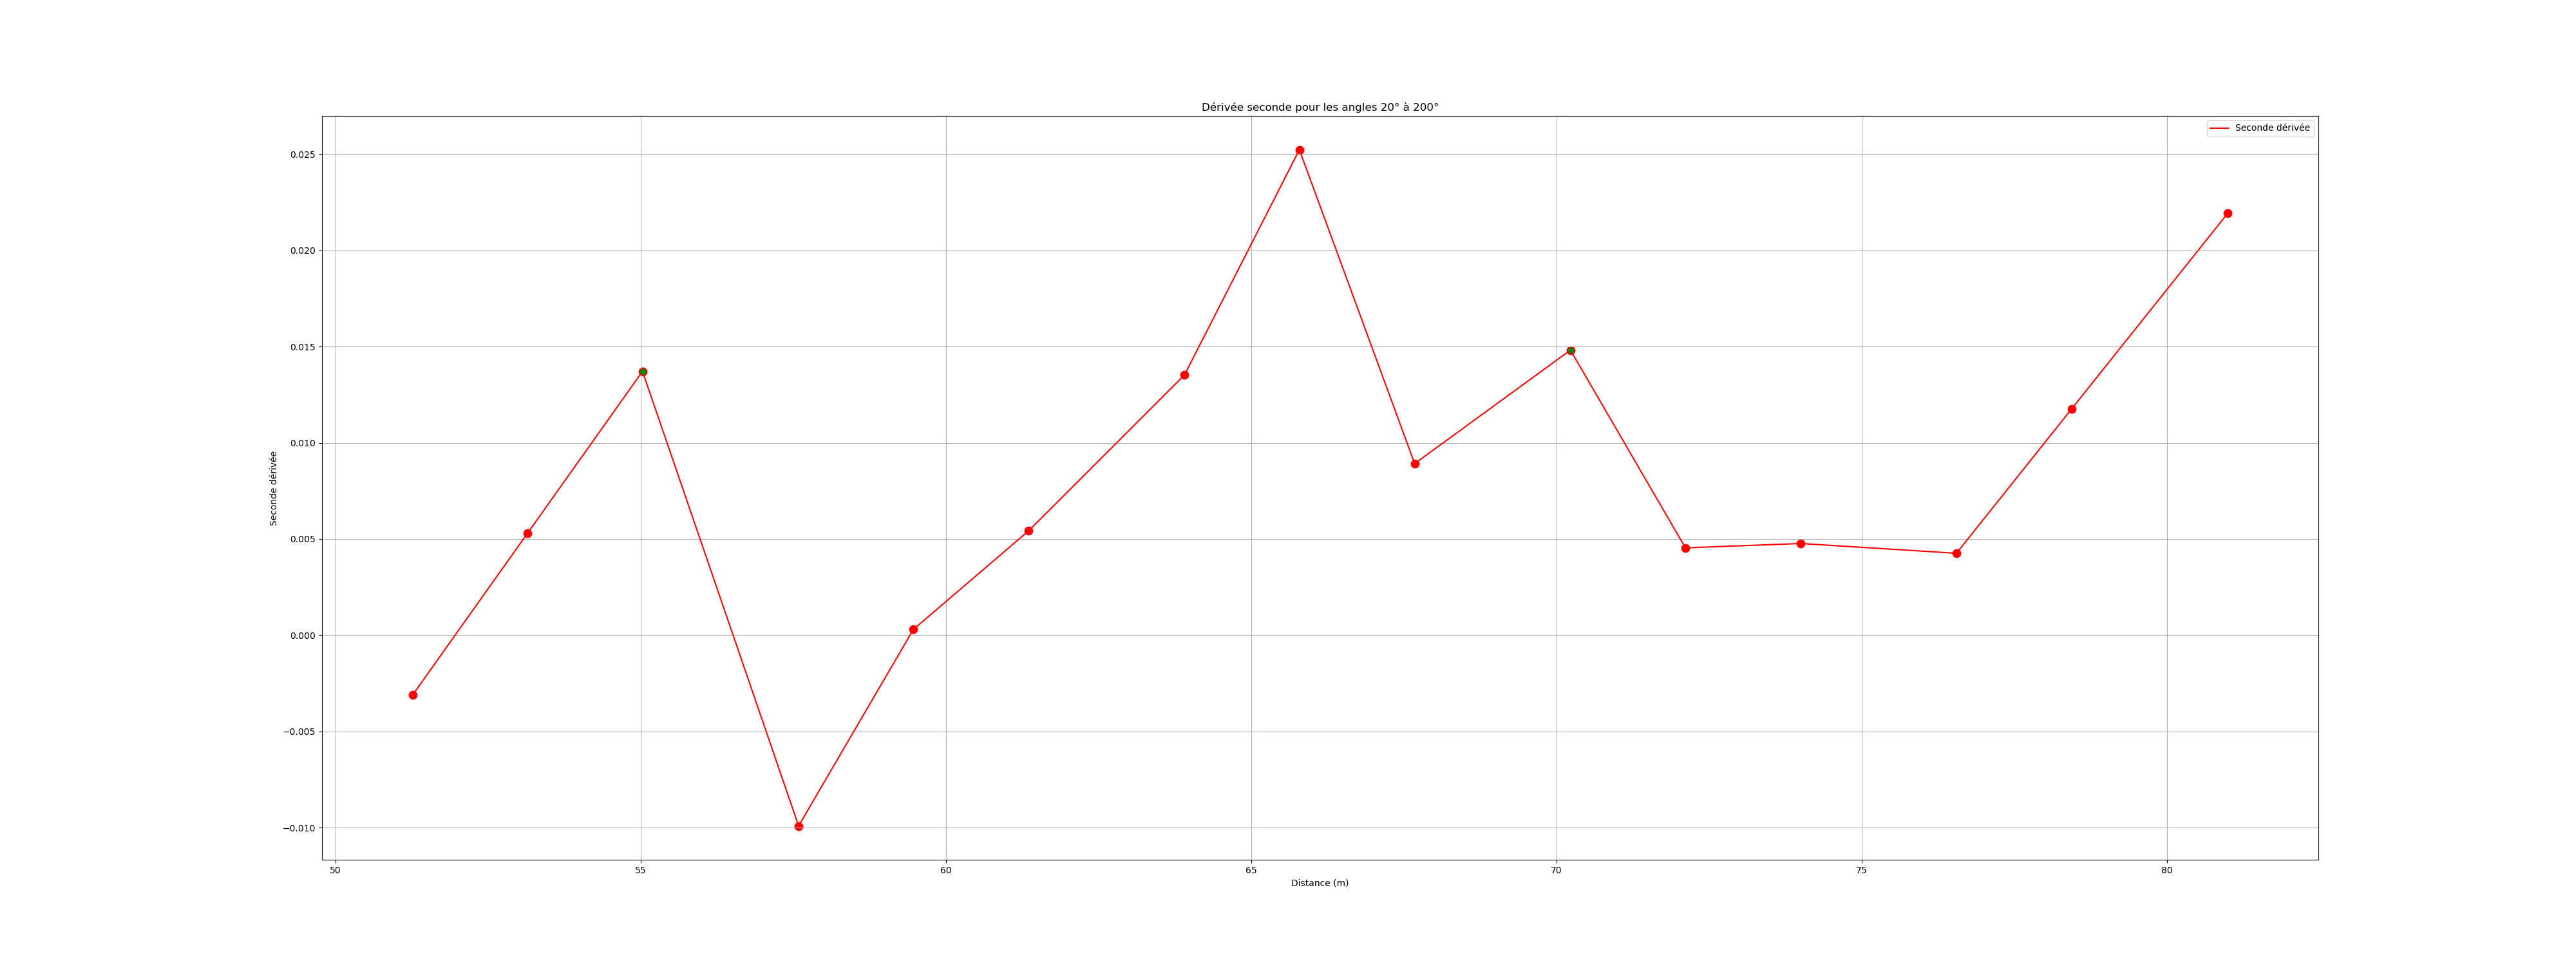 Dérivée seconde pour les angles 20° à 200°
Seconde dérivée
0.025
0.020
0.015
0.010
0.005
0.000
−0.005
−0.010
Seconde dérivée
50 55 60 65 70 75 80
Distance (m)